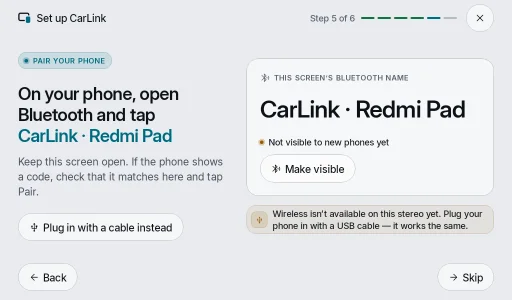 Set up CarLink
Step 5 of 6
PAIR YOUR PHONE
On your phone, open
Bluetooth and tap
CarLink · Redmi Pad
Keep this screen open. If the phone shows
a code, check that it matches here and tap
Pair.
Plug in with a cable instead
THIS SCREEN'S BLUETOOTH NAME
CarLink · Redmi Pad
Not visible to new phones yet
Make visible
Wireless isn't available on this stereo yet. Plug your
phone in with a USB cable — it works the same.
Back
Skip